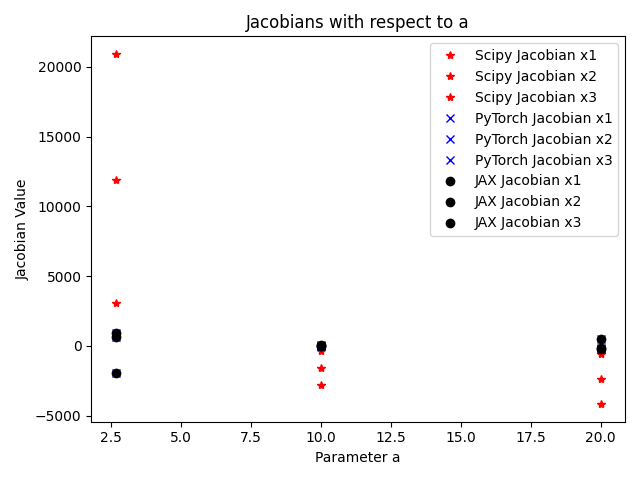 Jacobians with respect to a
Scipy Jacobian x1
Scipy Jacobian x2
Scipy Jacobian x3
PyTorch Jacobian x1
PyTorch Jacobian x2
PyTorch Jacobian x3
JAX Jacobian x1
JAX Jacobian x2
JAX Jacobian x3
Jacobian Value
20000
15000
10000
5000
0
−5000
2.5 5.0 7.5 10.0 12.5 15.0 17.5 20.0
Parameter a